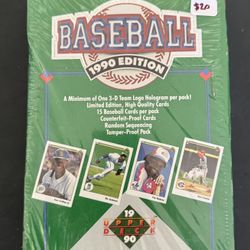 $20
BASEBALL
1990 EDITION
A Minimum of One 3-D Team Logo Hologram per pack!
Limited Edition, High Quality Cards
15 Baseball Cards per pack
Counterfeit-Proof Cards
Random Sequencing
Tamper-Proof Pack
19
UPPER DECK
90